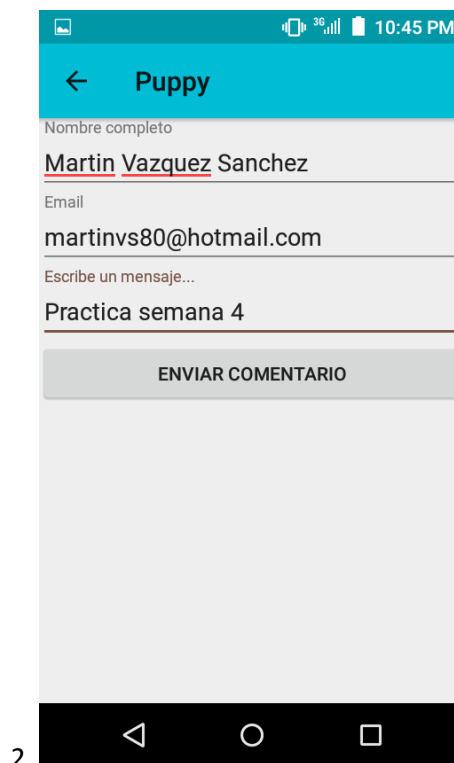 3G 10:45 PM
Puppy
Nombre completo
Martin Vazquez Sanchez
Email
martinvs80@hotmail.com
Escribe un mensaje...
Practica semana 4
ENVIAR COMENTARIO
2